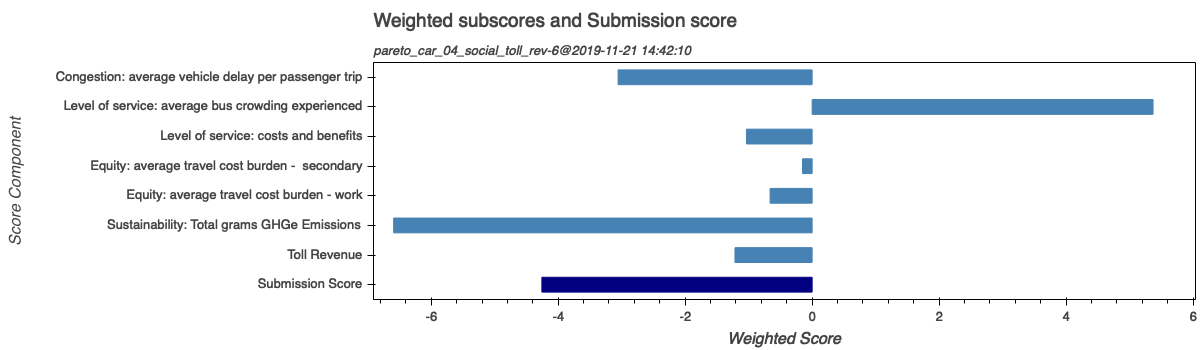 Weighted subscores and Submission score
pareto_car_04_social_toll_rev-6@2019-11-21 14:42:10
Score Component
Congestion: average vehicle delay per passenger trip
Level of service: average bus crowding experienced
Level of service: costs and benefits
Equity: average travel cost burden -  secondary
Equity: average travel cost burden - work
Sustainability: Total grams GHGe Emissions
Toll Revenue
Submission Score
-6 -4 -2 0 2 4 6
Weighted Score